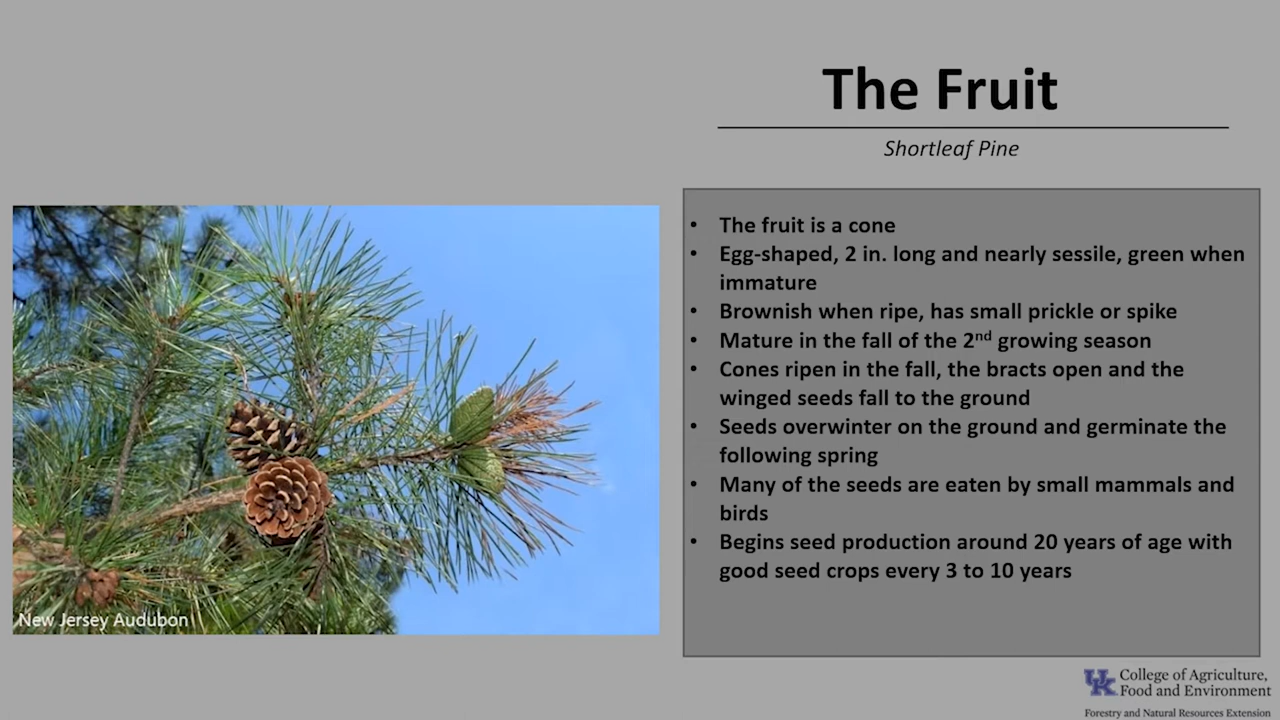 The Fruit
Shortleaf Pine
• The fruit is a cone
• Egg-shaped, 2 in. long and nearly sessile, green when
immature
• Brownish when ripe, has small prickle or spike
• Mature in the fall of the 2nd growing season
• Cones ripen in the fall, the bracts open and the
winged seeds fall to the ground
• Seeds overwinter on the ground and germinate the
following spring
• Many of the seeds are eaten by small mammals and
birds
• Begins seed production around 20 years of age with
good seed crops every 3 to 10 years
New Jersey Audubon
UK College of Agriculture,
Food and Environment
Forestry and Natural Resources Extension